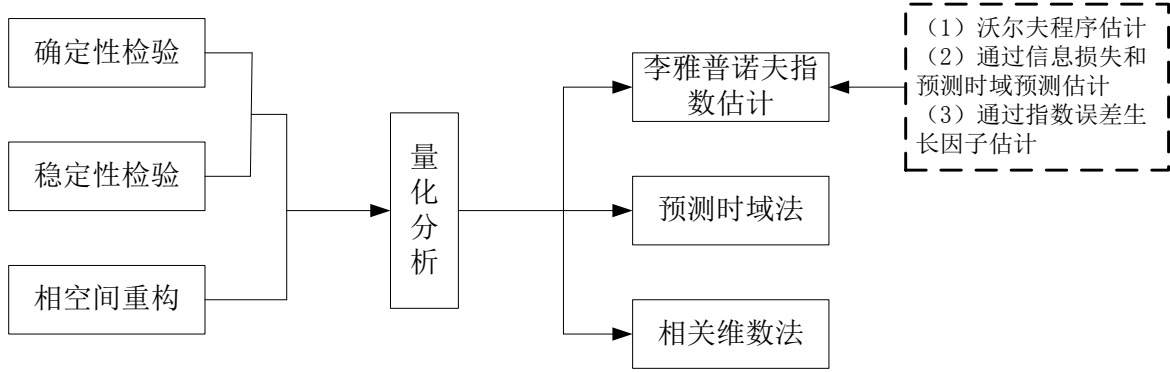 确定性检验
稳定性检验
相空间重构
量
化
分
析
李雅普诺夫指
数估计
预测时域法
相关维数法
（1）沃尔夫程序估计
（2）通过信息损失和
预测时域预测估计
（3）通过指数误差生
长因子估计